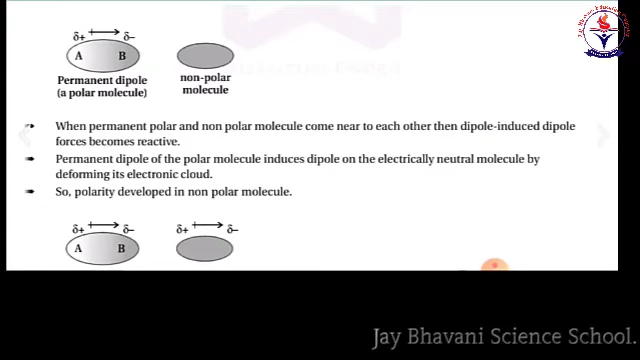 δ+ δ−
A B
Permanent dipole
(a polar molecule)
non-polar
molecule
When permanent polar and non polar molecule come near to each other then dipole-induced dipole
forces becomes reactive.
Permanent dipole of the polar molecule induces dipole on the electrically neutral molecule by
deforming its electronic cloud.
So, polarity developed in non polar molecule.
δ+ δ− δ+ δ−
A B
Jay Bhavani Science School.